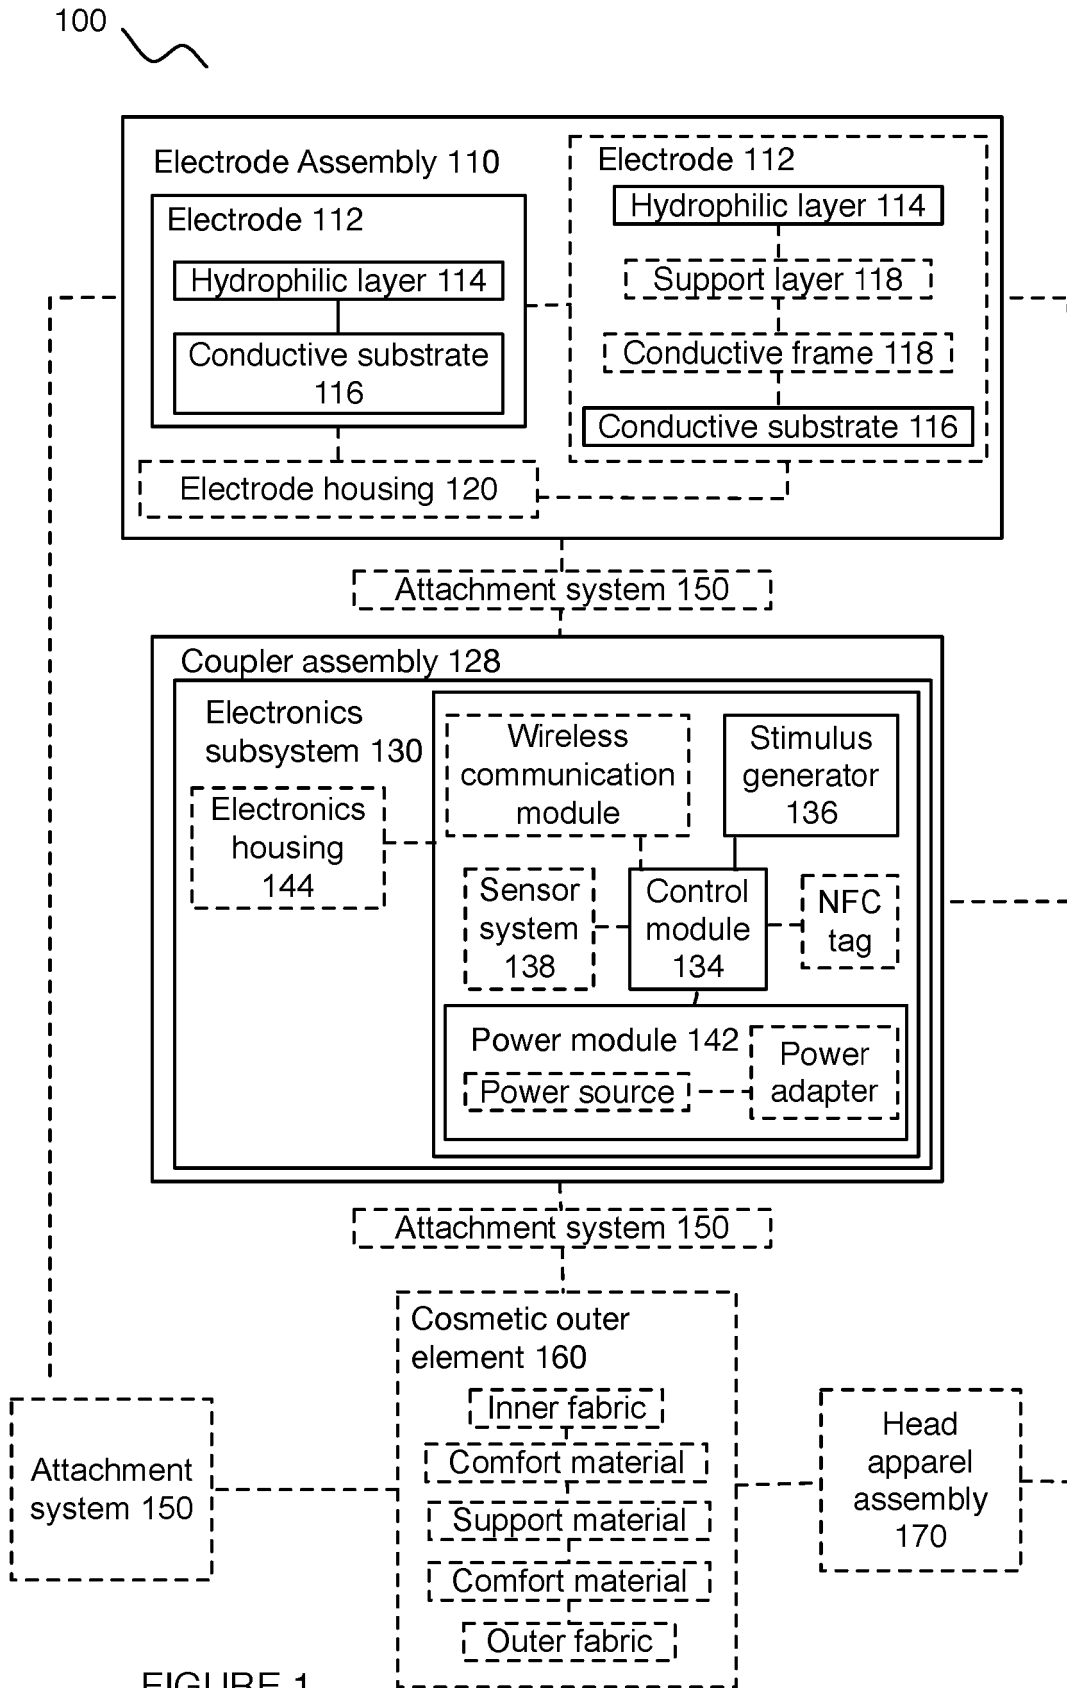 100
Electrode Assembly 110
Electrode 112
Hydrophilic layer 114
Conductive substrate
116
Electrode housing 120
Electrode 112
Hydrophilic layer 114
Support layer 118
Conductive frame 118
Conductive substrate 116
Attachment system 150
Coupler assembly 128
Electronics
subsystem 130
Electronics
housing
144
Wireless
communication
module
Stimulus
generator
136
Sensor
system
138
Control
module
134
NFC
tag
Power module 142
Power source
Power
adapter
Attachment system 150
Cosmetic outer
element 160
Inner fabric
Comfort material
Support material
Comfort material
Outer fabric
Attachment
system 150
Head
apparel
assembly
170
FIGURE 1